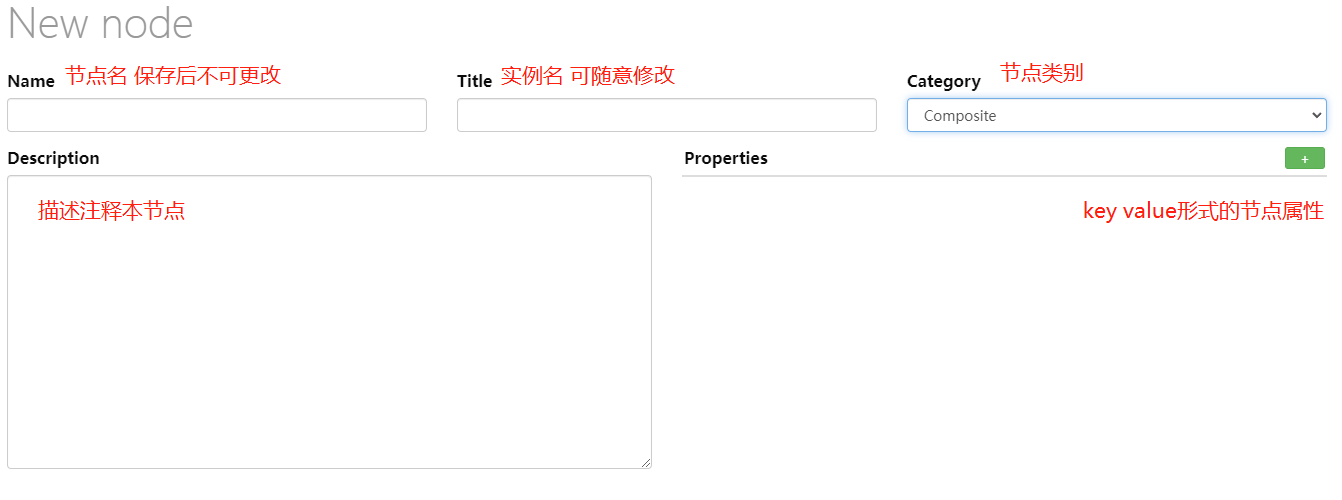 New node
Name 节点名 保存后不可更改
Title 实例名 可随意修改
Category 节点类别
Composite
Description
Properties
+
描述注释本节点
key value形式的节点属性